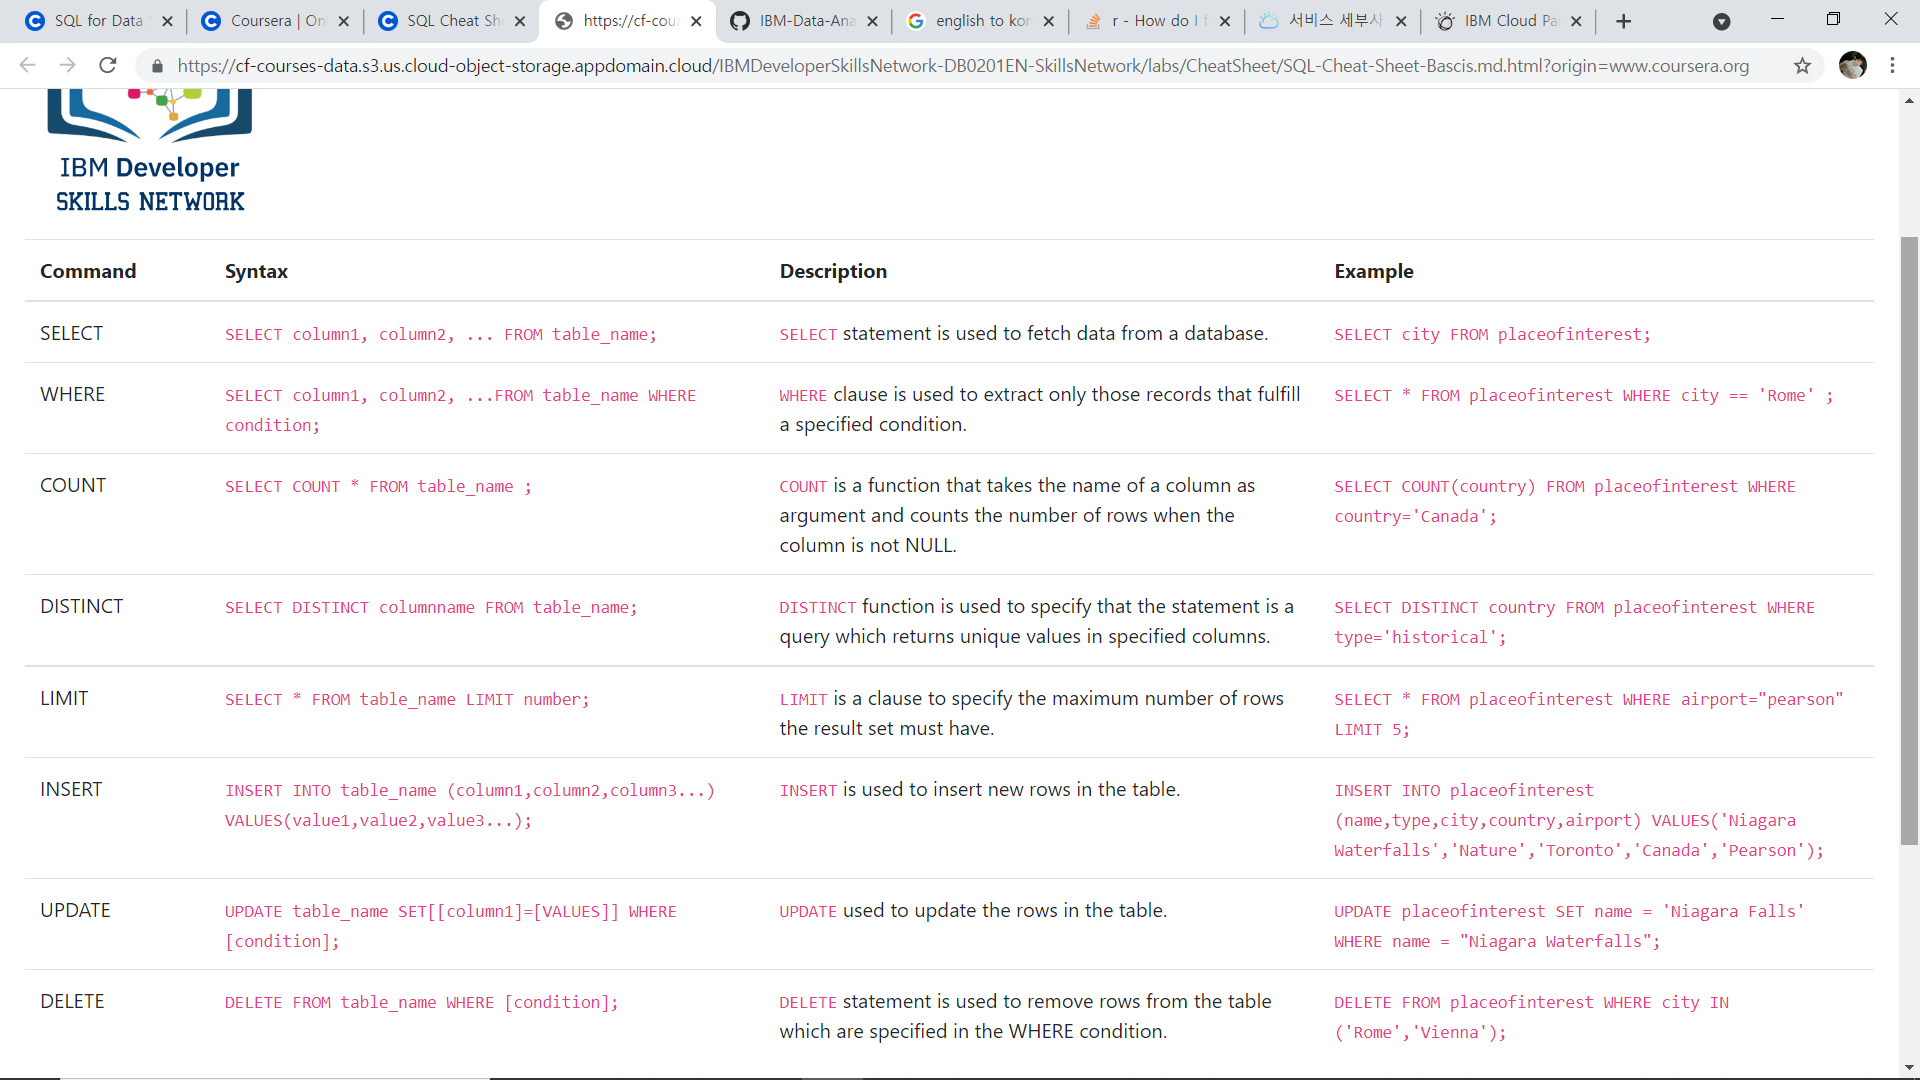 SQL for Data
Coursera | On
SQL Cheat Sh
https://cf-cour
IBM-Data-Ana
english to kor
r - How do I f
서비스 세부사
IBM Cloud Pa
https://cf-courses-data.s3.us.cloud-object-storage.appdomain.cloud/IBMDeveloperSkillsNetwork-DB0201EN-SkillsNetwork/labs/CheatSheet/SQL-Cheat-Sheet-Bascis.md.html?origin=www.coursera.org
IBM Developer
SKILLS NETWORK
Command Syntax Description Example
SELECT
SELECT column1, column2, ... FROM table_name;
SELECT statement is used to fetch data from a database.
SELECT city FROM placeofinterest;
WHERE
SELECT column1, column2, ...FROM table_name WHERE
condition;
WHERE clause is used to extract only those records that fulfill
a specified condition.
SELECT * FROM placeofinterest WHERE city == 'Rome' ;
COUNT
SELECT COUNT * FROM table_name ;
COUNT is a function that takes the name of a column as
argument and counts the number of rows when the
column is not NULL.
SELECT COUNT(country) FROM placeofinterest WHERE
country='Canada';
DISTINCT
SELECT DISTINCT columnname FROM table_name;
DISTINCT function is used to specify that the statement is a
query which returns unique values in specified columns.
SELECT DISTINCT country FROM placeofinterest WHERE
type='historical';
LIMIT
SELECT * FROM table_name LIMIT number;
LIMIT is a clause to specify the maximum number of rows
the result set must have.
SELECT * FROM placeofinterest WHERE airport="pearson"
LIMIT 5;
INSERT
INSERT INTO table_name (column1,column2,column3...)
VALUES(value1,value2,value3...);
INSERT is used to insert new rows in the table.
INSERT INTO placeofinterest
(name,type,city,country,airport) VALUES('Niagara
Waterfalls','Nature','Toronto','Canada','Pearson');
UPDATE
UPDATE table_name SET[[column1]=[VALUES]] WHERE
[condition];
UPDATE used to update the rows in the table.
UPDATE placeofinterest SET name = 'Niagara Falls'
WHERE name = "Niagara Waterfalls";
DELETE
DELETE FROM table_name WHERE [condition];
DELETE statement is used to remove rows from the table
which are specified in the WHERE condition.
DELETE FROM placeofinterest WHERE city IN
('Rome','Vienna');